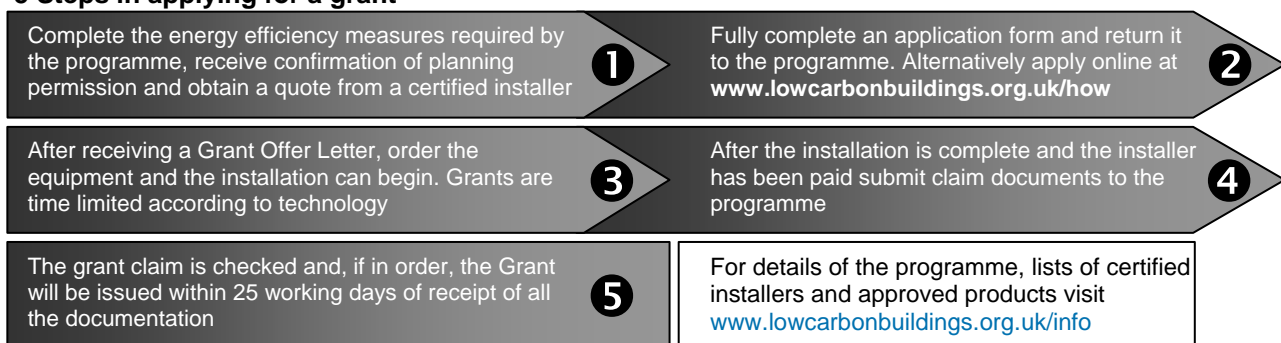 5 Steps in applying for a grant
Complete the energy efficiency measures required by
the programme, receive confirmation of planning
permission and obtain a quote from a certified installer
1
Fully complete an application form and return it
to the programme. Alternatively apply online at
www.lowcarbonbuildings.org.uk/how
2
After receiving a Grant Offer Letter, order the
equipment and the installation can begin. Grants are
time limited according to technology
3
After the installation is complete and the installer
has been paid submit claim documents to the
programme
4
The grant claim is checked and, if in order, the Grant
will be issued within 25 working days of receipt of all
the documentation
5
For details of the programme, lists of certified
installers and approved products visit
www.lowcarbonbuildings.org.uk/info